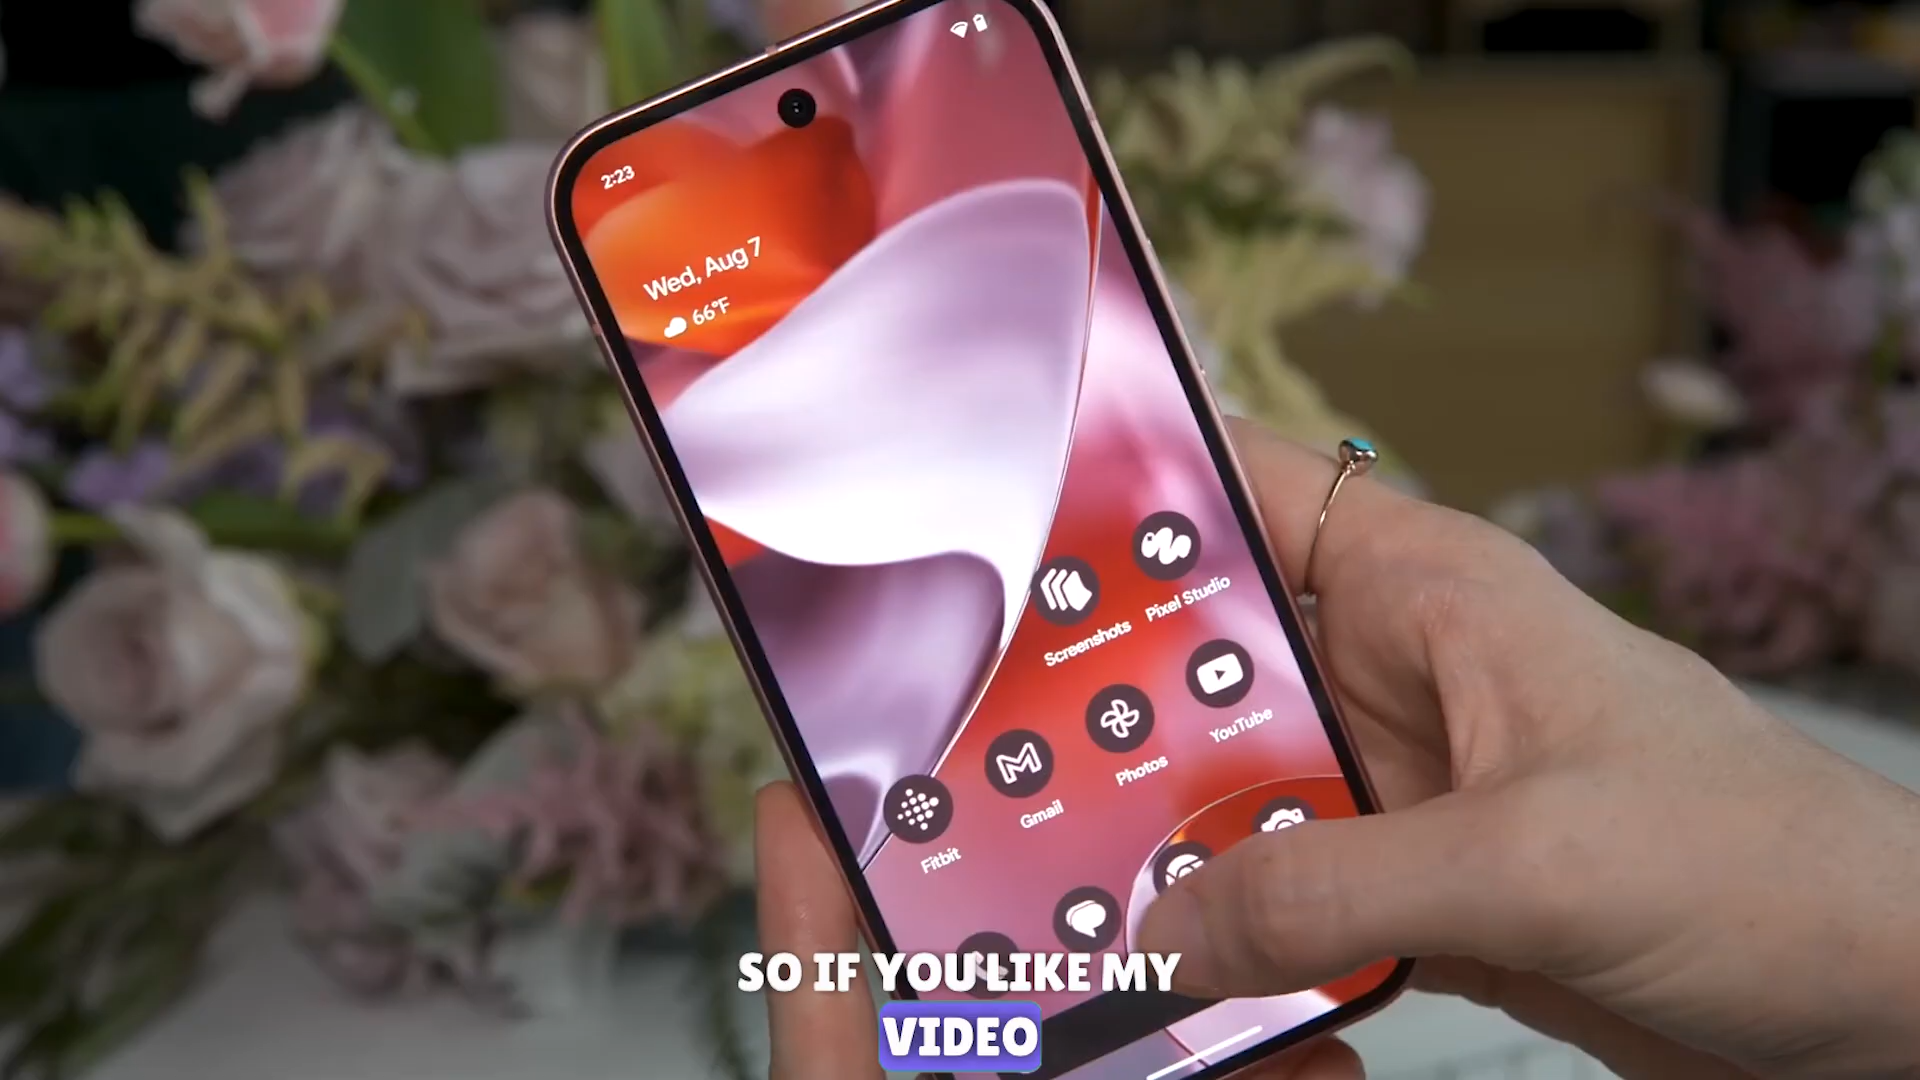 2:23
Wed, Aug 7
66°F
Pixel Studio
Screenshots
YouTube
Photos
Gmail
Fitbit
SO IF YOU LIKE MY
VIDEO